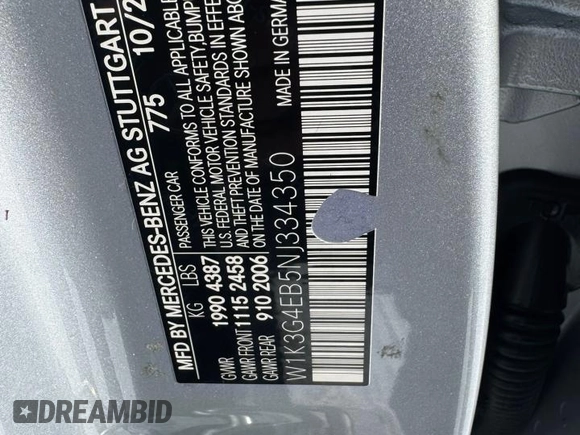 MFD BY MERCEDES-BENZ AG STUTTGART
775 10/2
KG LBS PASSENGER CAR
GVWR 1990 4387
GAWR FRONT 1115 2458
GAWR REAR 910 2006
THIS VEHICLE CONFORMS TO ALL APPLICABLE
U.S. FEDERAL MOTOR VEHICLE SAFETY BUMP
AND THEFT PREVENTION STANDARDS IN EFFE
ON THE DATE OF MANUFACTURE SHOWN ABO
MADE IN GERMAN
W1K3G4EB5NJ334350
DREAMBID